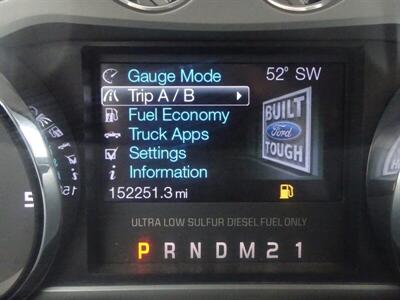 Gauge Mode
52° SW
Trip A / B
Fuel Economy
Truck Apps
Settings
Information
BUILT
Ford
TOUGH
152251.3 mi
ULTRA LOW SULFUR DIESEL FUEL ONLY
P R N D M 2 1